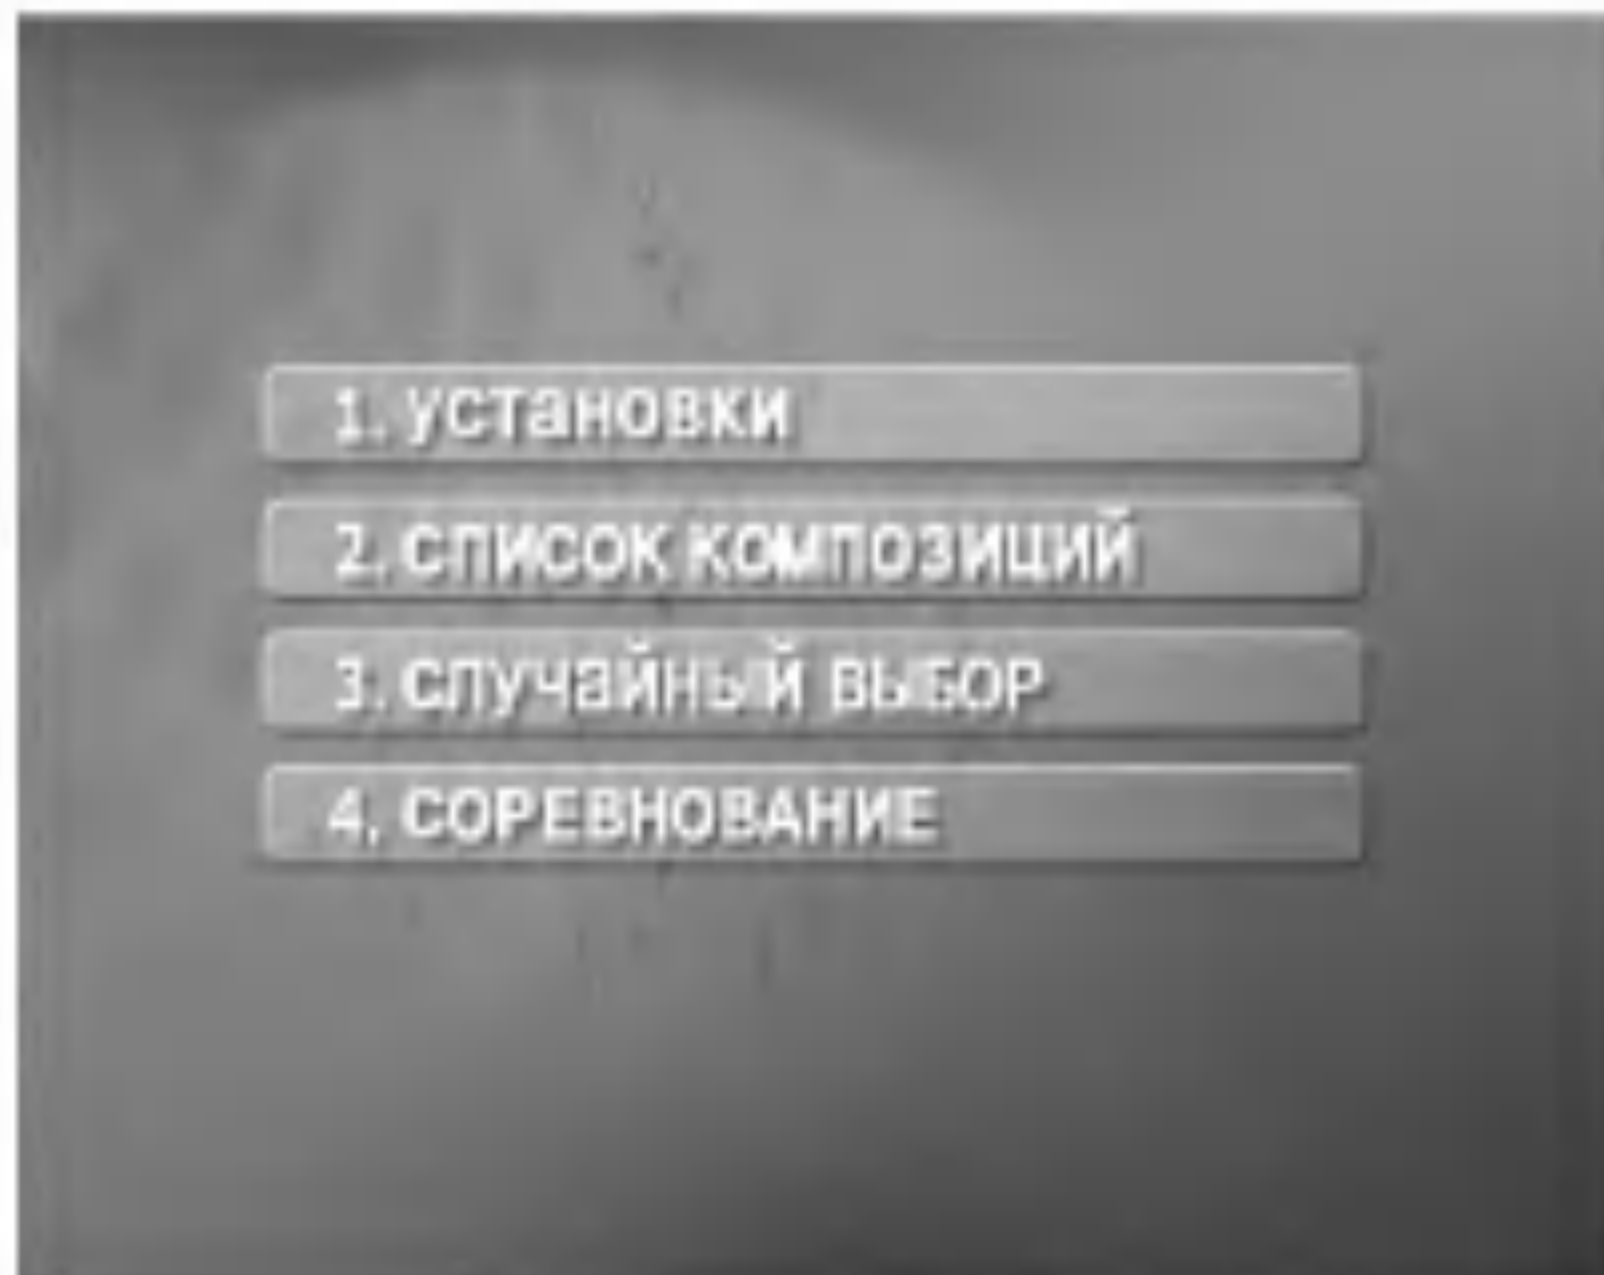 1. установки
2. список композиций
3. случайный выбор
4. СОРЕВНОВАНИЕ